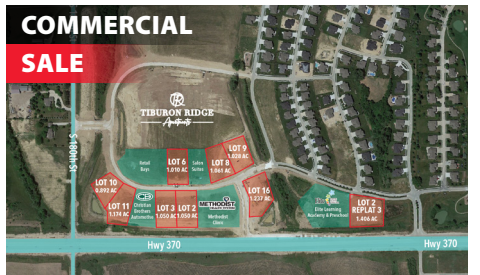 COMMERCIAL
SALE
TIBURON RIDGE
Apartments
S 180th St
Retail
Bays
LOT 6
1.010 AC
Salon
Suites
LOT 8
1.061 AC
LOT 9
1.028 AC
LOT 10
0.892 AC
LOT 11
1.174 AC
CB
Christian
Brothers
Automotive
LOT 3
1.050 AC
LOT 2
1.050 AC
METHODIST
Methodist
Clinic
LOT 16
1.237 AC
Elite Learning
Academy & Preschool
LOT 2
REPLAT 3
1.406 AC
Hwy 370
Hwy 370